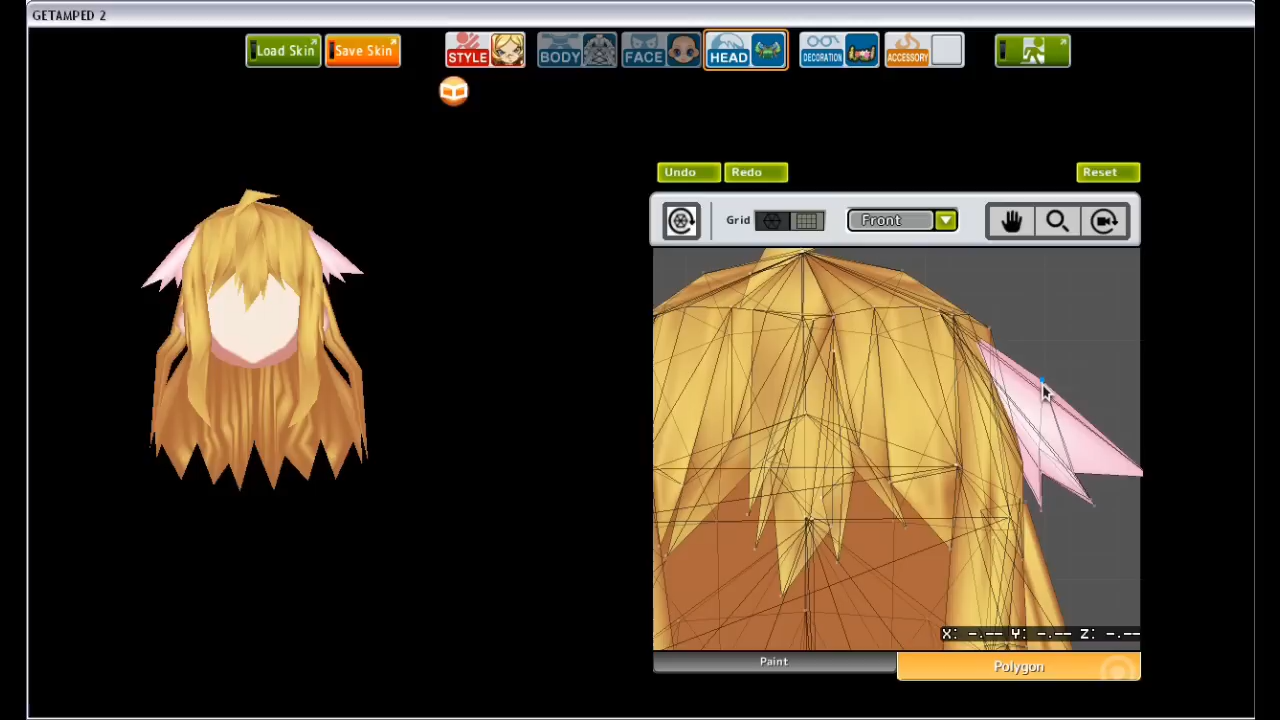 GETAMPED 2
Load Skin Save Skin STYLE BODY FACE HEAD DECORATION ACCESSORY
Undo Redo Reset
Grid Front
X: -.-- Y: -.-- Z: -.--
Paint Polygon